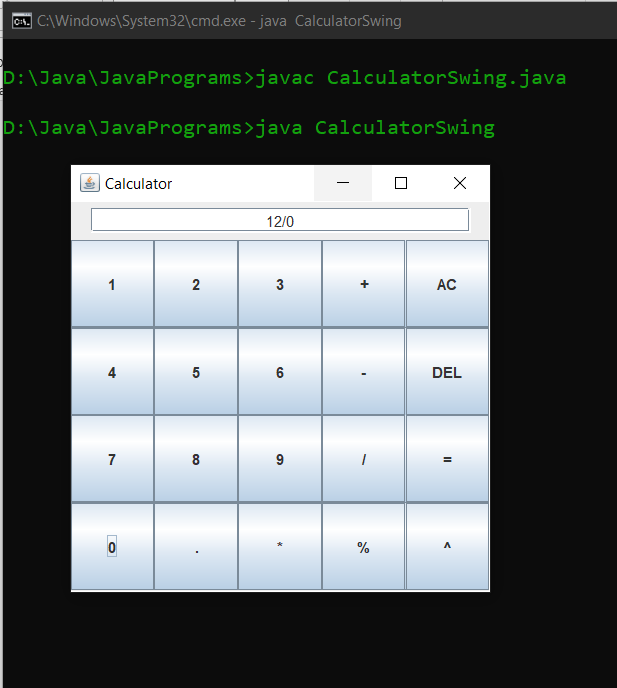 C:\Windows\System32\cmd.exe - java  CalculatorSwing
D:\Java\JavaPrograms>javac CalculatorSwing.java
D:\Java\JavaPrograms>java CalculatorSwing
Calculator
12/0
1 2 3 + AC
4 5 6 - DEL
7 8 9 / =
0 . * % ^